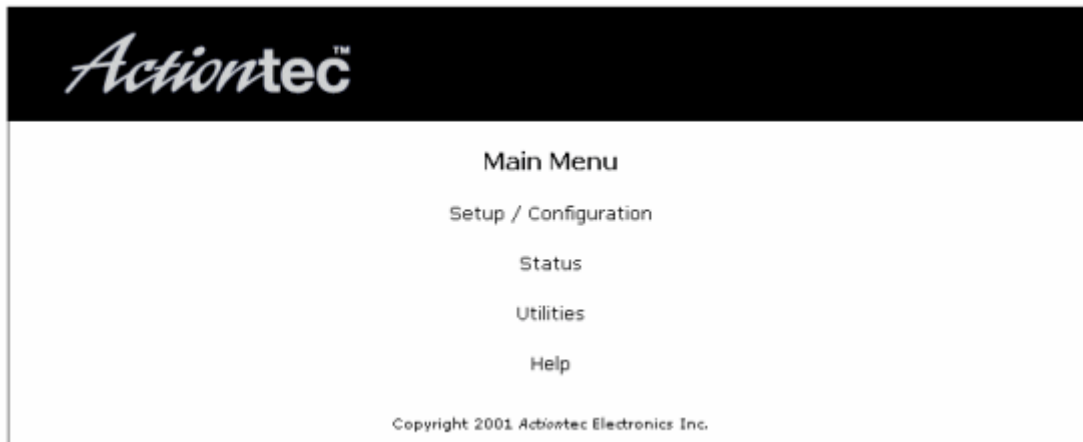 Actiontec™
Main Menu
Setup / Configuration
Status
Utilities
Help
Copyright 2001 Actiontec Electronics Inc.